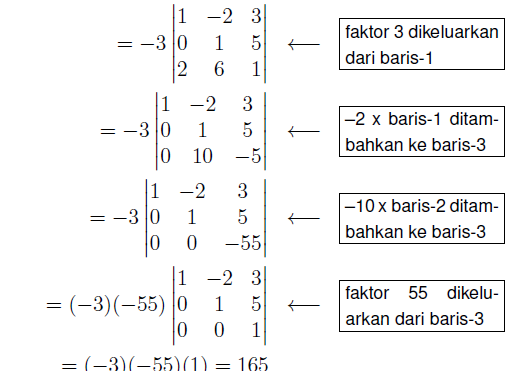 = −3 |1 −2 3| |0 1 5| |2 6 1| ⟵ faktor 3 dikeluarkan
dari baris-1
= −3 |1 −2 3| |0 1 5| |0 10 −5| ⟵ –2 x baris-1 ditam-
bahkan ke baris-3
= −3 |1 −2 3| |0 1 5| |0 0 −55| ⟵ –10 x baris-2 ditam-
bahkan ke baris-3
= (−3)(−55) |1 −2 3| |0 1 5| |0 0 1| ⟵ faktor 55 dikelu-
arkan dari baris-3
= (−3)(−55)(1) = 165